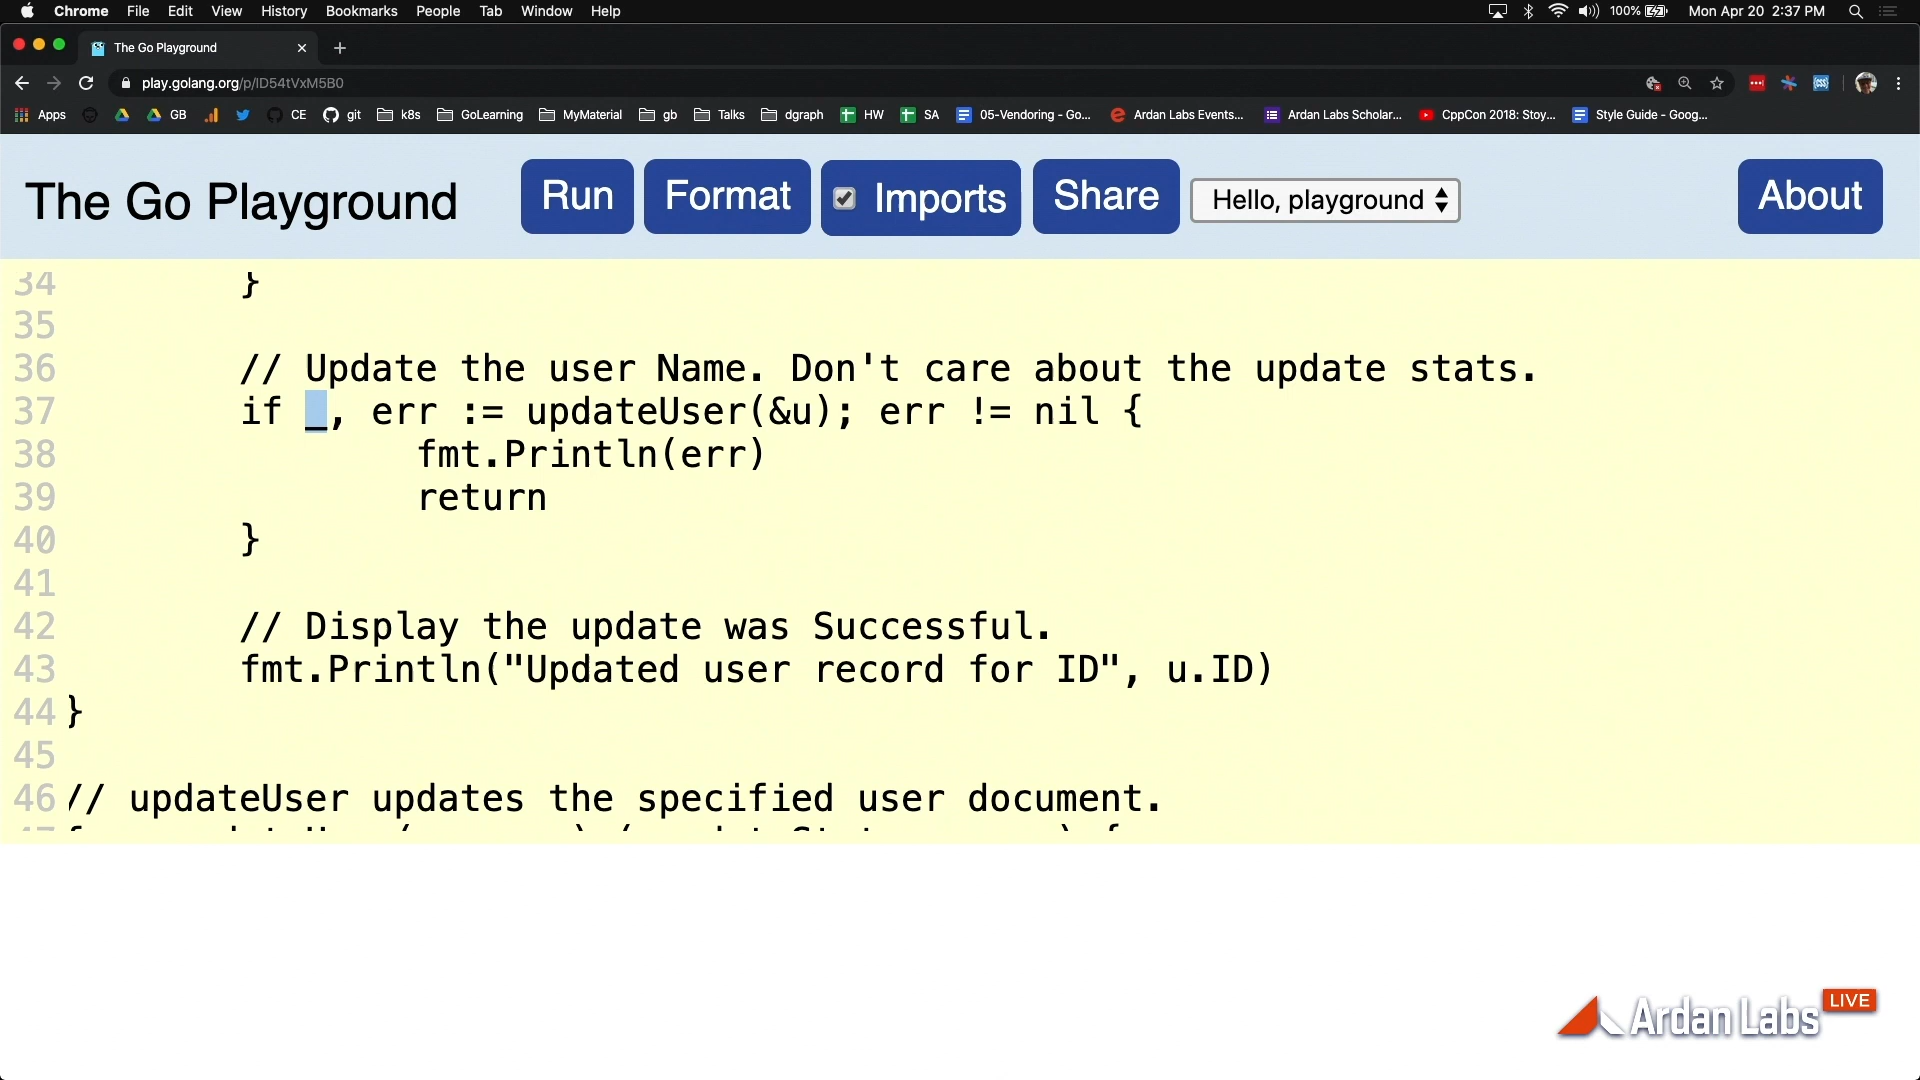 Chrome File Edit View History Bookmarks People Tab Window Help 100% Mon Apr 20 2:37 PM
The Go Playground
play.golang.org/p/lD54tVxM5B0
Apps GB CE git k8s GoLearning MyMaterial gb Talks dgraph HW SA 05-Vendoring - Go... Ardan Labs Events... Ardan Labs Scholar... CppCon 2018: Stoy... Style Guide - Goog...
The Go Playground Run Format Imports Share Hello, playground About
34 }
35
36 // Update the user Name. Don't care about the update stats.
37 if _, err := updateUser(&u); err != nil {
38 fmt.Println(err)
39 return
40 }
41
42 // Display the update was Successful.
43 fmt.Println("Updated user record for ID", u.ID)
44 }
45
46 // updateUser updates the specified user document.
Ardan Labs LIVE